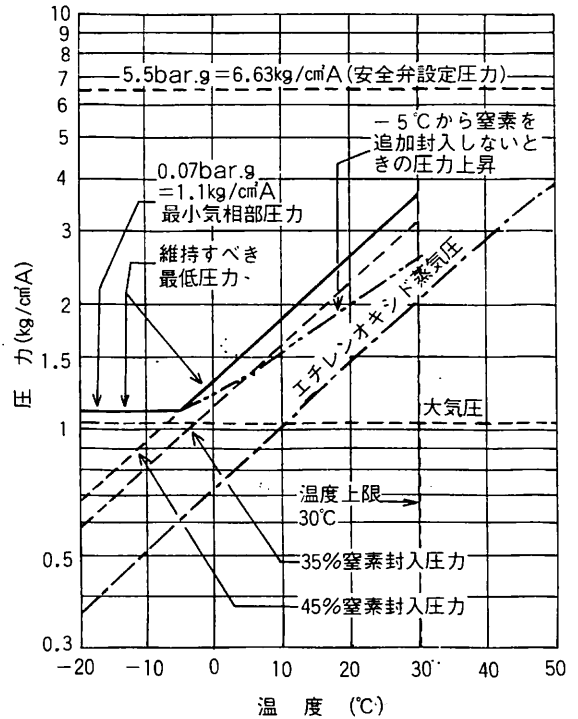 10
9
8
7
6
5
4
3
2
1.5
1
0.5
0.3
圧 力(kg/cm²A)
5.5bar.g=6.63kg/cm²A(安全弁設定圧力)
－5℃から窒素を
追加封入しないと
きの圧力上昇
0.07bar.g
=1.1kg/cm²A
最小気相部圧力
維持すべき
最低圧力
エチレンオキシド蒸気圧
大気圧
温度上限
30℃
35%窒素封入圧力
45%窒素封入圧力
-20 -10 0 10 20 30 40 50
温 度 (℃)